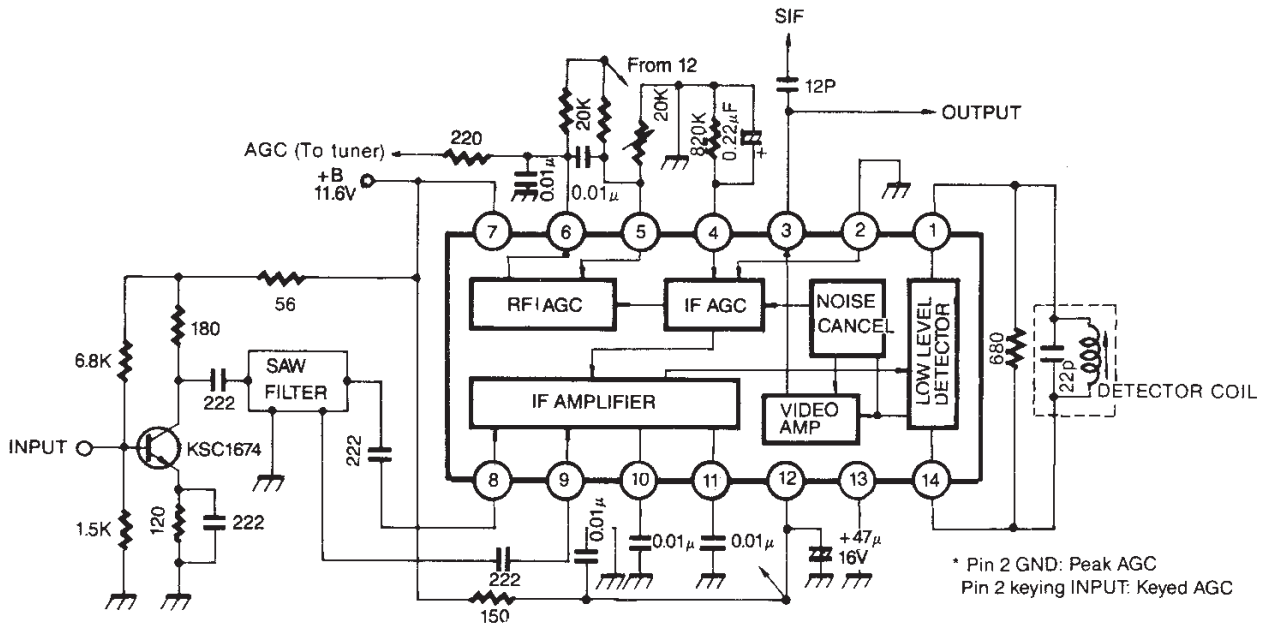 SIF
From 12
12P
OUTPUT
20K
20K
820K
0.22μF
+
220
AGC (To tuner)
0.01μ
0.01μ
+B
11.6V
7
6
5
4
3
2
1
56
RF AGC
IF AGC
NOISE
CANCEL
LOW LEVEL
DETECTOR
180
6.8K
SAW
FILTER
222
IF AMPLIFIER
VIDEO
AMP
680
22p
DETECTOR COIL
INPUT
KSC1674
222
8
9
10
11
12
13
14
1.5K
120
222
0.01μ
0.01μ
0.01μ
+47μ
16V
222
150
* Pin 2 GND: Peak AGC
Pin 2 keying INPUT: Keyed AGC